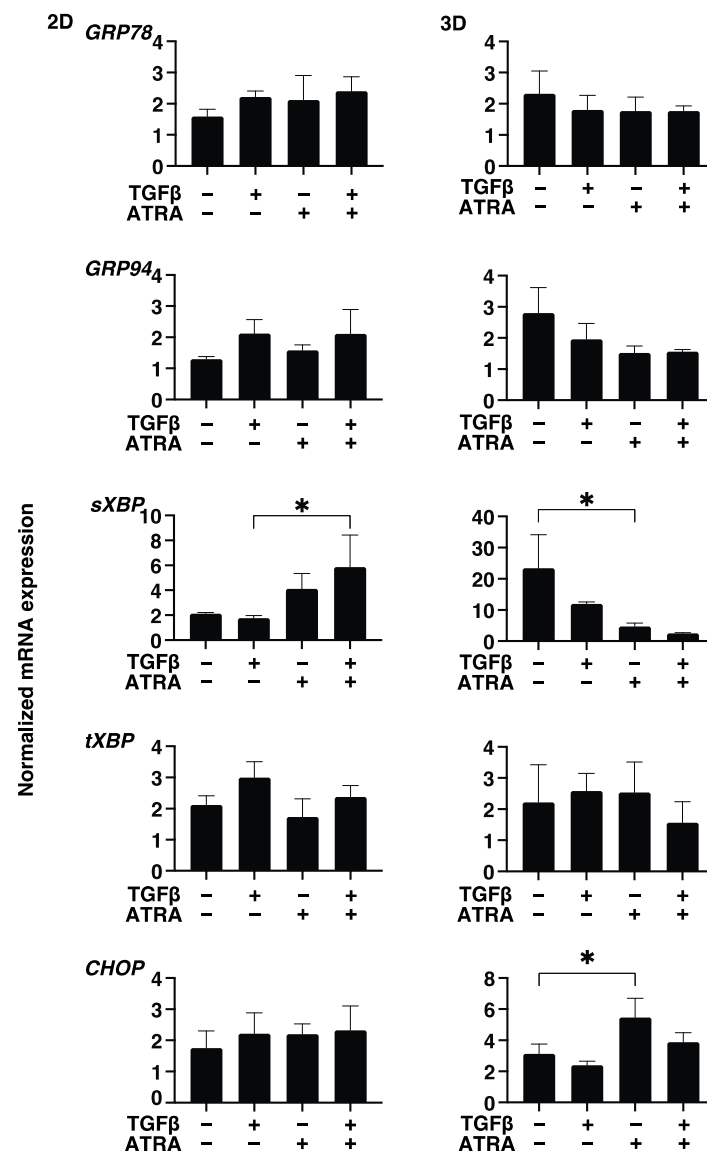 2D 3D
GRP78
4 4
3 3
2 2
1 1
0 0
TGFβ – + – + TGFβ – + – +
ATRA – – + + ATRA – – + +
GRP94
4 4
3 3
2 2
1 1
0 0
TGFβ – + – + TGFβ – + – +
ATRA – – + + ATRA – – + +
Normalized mRNA expression
sXBP
* *
10 40
8 30
6 20
4 10
2 0
0
TGFβ – + – + TGFβ – + – +
ATRA – – + + ATRA – – + +
tXBP
4 4
3 3
2 2
1 1
0 0
TGFβ – + – + TGFβ – + – +
ATRA – – + + ATRA – – + +
CHOP
*
4 8
3 6
2 4
1 2
0 0
TGFβ – + – + TGFβ – + – +
ATRA – – + + ATRA – – + +